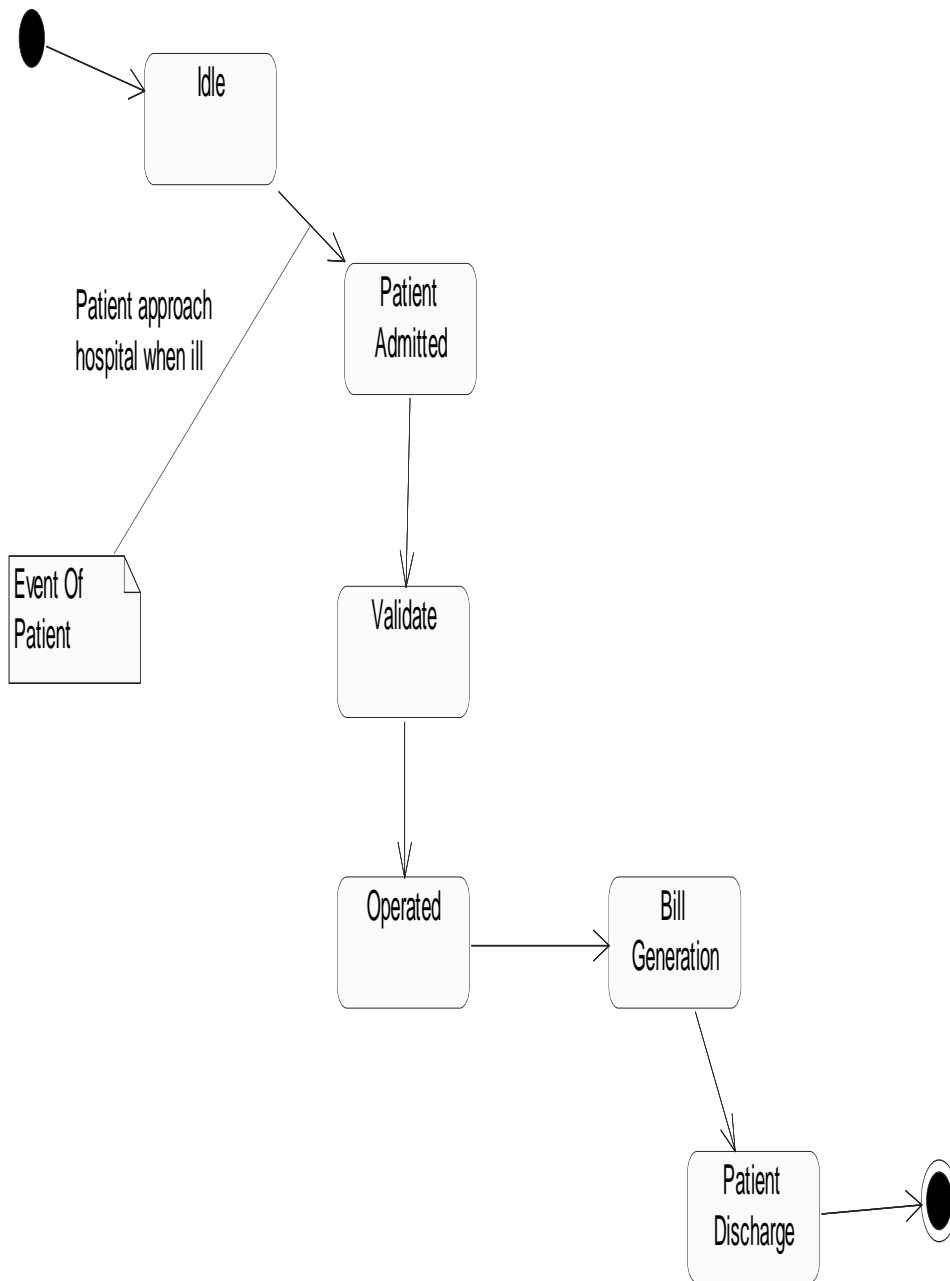 Idle
Patient
Admitted
Patient approach
hospital when ill
Event Of
Patient
Validate
Operated
Bill
Generation
Patient
Discharge